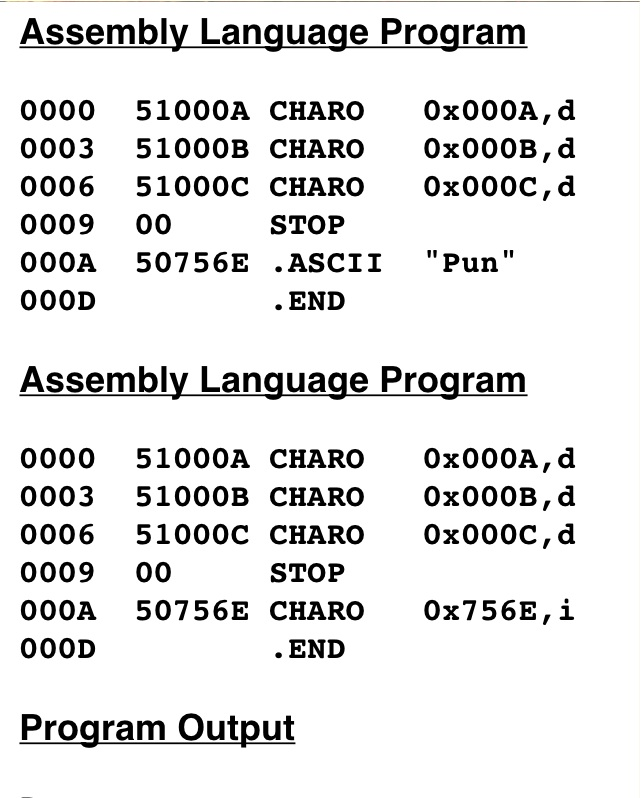 Assembly Language Program
0000 51000A CHARO 0x000A,d
0003 51000B CHARO 0x000B,d
0006 51000C CHARO 0x000C,d
0009 00 STOP
000A 50756E .ASCII "Pun"
000D .END
Assembly Language Program
0000 51000A CHARO 0x000A,d
0003 51000B CHARO 0x000B,d
0006 51000C CHARO 0x000C,d
0009 00 STOP
000A 50756E CHARO 0x756E,i
000D .END
Program Output